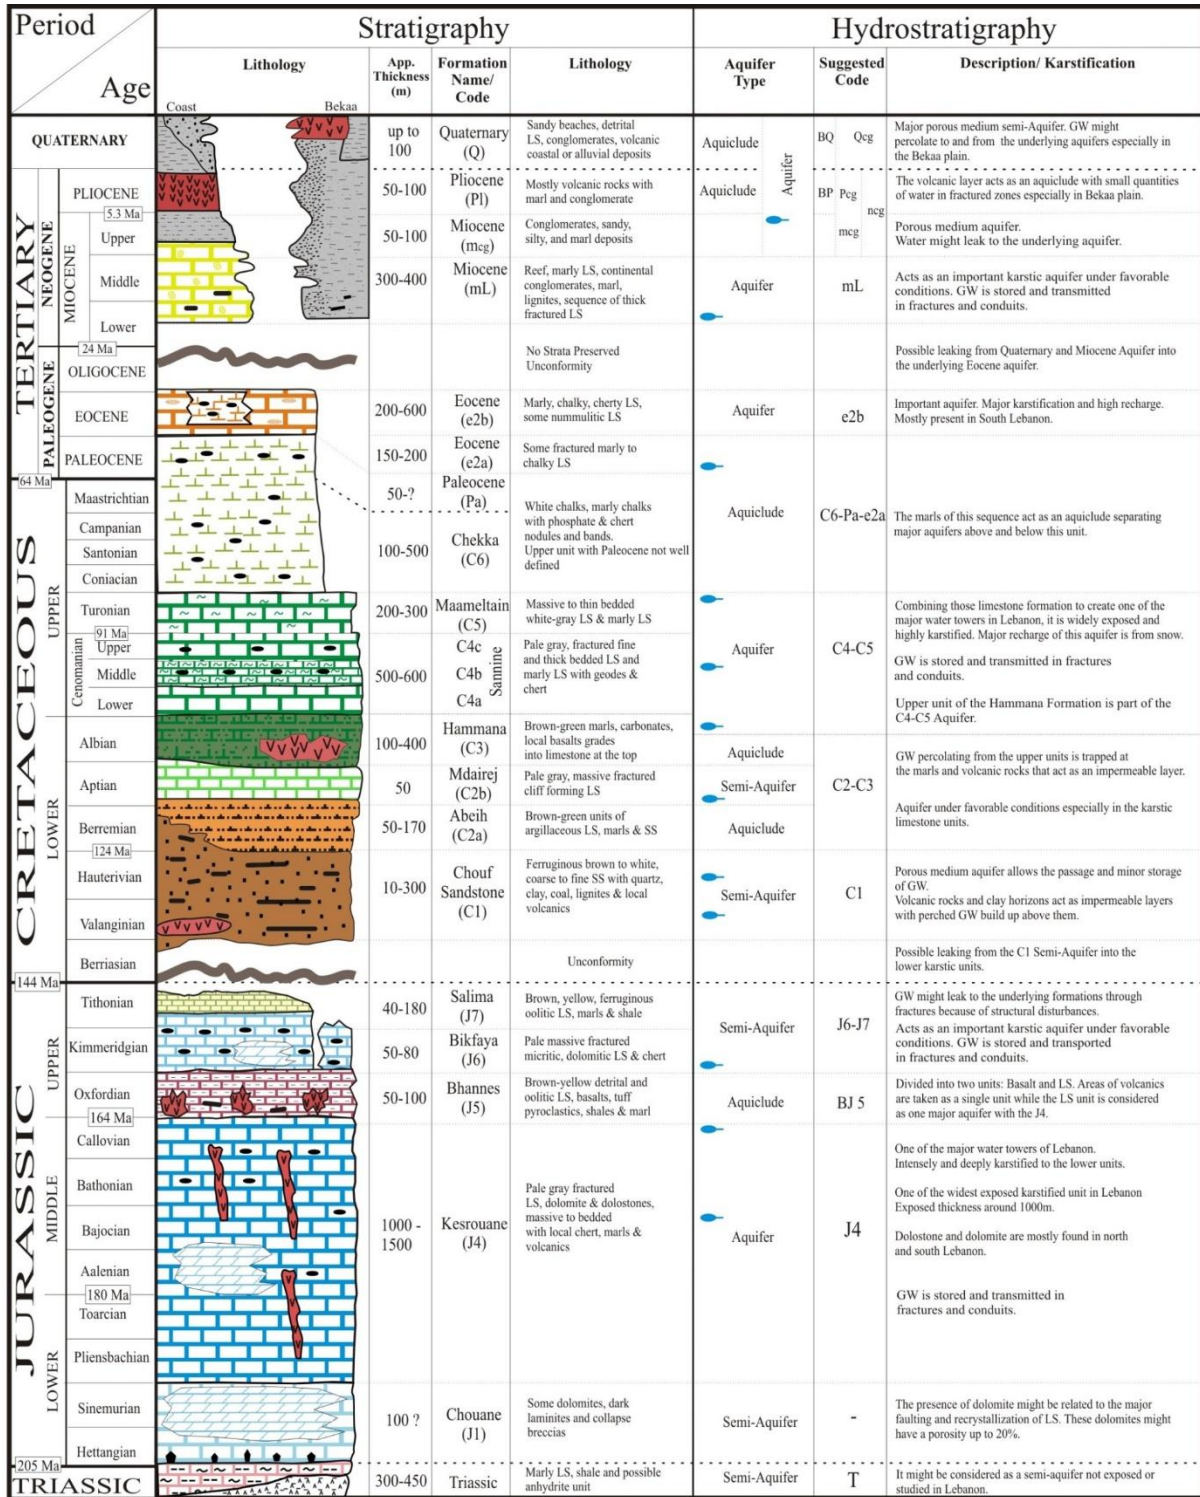 Period
Age
Stratigraphy
Hydrostratigraphy
Lithology
App.
Thickness
(m)
Formation
Name/
Code
Lithology
Aquifer
Type
Suggested
Code
Description/ Karstification
Coast
Bekaa
QUATERNARY
up to
100
Quaternary
(Q)
Sandy beaches, detrital
LS, conglomerates, volcanic
coastal or alluvial deposits
Aquiclude
Aquifer
BQ
Qcg
Major porous medium semi-Aquifer. GW might
percolate to and from the underlying aquifers especially in
the Bekaa plain.
TERTIARY
NEOGENE
PLIOCENE
50-100
Pliocene
(Pl)
Mostly volcanic rocks with
marl and conglomerate
Aquiclude
BP
Pcg
ncg
The volcanic layer acts as an aquiclude with small quantities
of water in fractured zones especially in Bekaa plain.
5.3 Ma
MIOCENE
Upper
50-100
Miocene
(mcg)
Conglomerates, sandy,
silty, and marl deposits
mcg
Porous medium aquifer.
Water might leak to the underlying aquifer.
Middle
300-400
Miocene
(mL)
Reef, marly LS, continental
conglomerates, marl,
lignites, sequence of thick
fractured LS
Aquifer
mL
Acts as an important karstic aquifer under favorable
conditions. GW is stored and transmitted
in fractures and conduits.
Lower
24 Ma
PALEOGENE
OLIGOCENE
No Strata Preserved
Unconformity
Possible leaking from Quaternary and Miocene Aquifer into
the underlying Eocene aquifer.
EOCENE
200-600
Eocene
(e2b)
Marly, chalky, cherty LS,
some nummulitic LS
Aquifer
e2b
Important aquifer. Major karstification and high recharge.
Mostly present in South Lebanon.
PALEOCENE
150-200
Eocene
(e2a)
Some fractured marly to
chalky LS
64 Ma
CRETACEOUS
UPPER
Maastrichtian
50-?
Paleocene
(Pa)
White chalks, marly chalks
with phosphate & chert
nodules and bands.
Upper unit with Paleocene not well
defined
Aquiclude
C6-Pa-e2a
The marls of this sequence act as an aquiclude separating
major aquifers above and below this unit.
Campanian
Santonian
Coniacian
100-500
Chekka
(C6)
Turonian
200-300
Maameltain
(C5)
Massive to thin bedded
white-gray LS & marly LS
Aquifer
C4-C5
Combining those limestone formation to create one of the
major water towers in Lebanon, it is widely exposed and
highly karstified. Major recharge of this aquifer is from snow.
GW is stored and transmitted in fractures
and conduits.
Upper unit of the Hammana Formation is part of the
C4-C5 Aquifer.
91 Ma
Cenomanian
Upper
Middle
Lower
500-600
C4c
C4b
C4a
Sannine
Pale gray, fractured fine
and thick bedded LS and
marly LS with geodes &
chert
LOWER
Albian
100-400
Hammana
(C3)
Brown-green marls, carbonates,
local basalts grades
into limestone at the top
Aquiclude
C2-C3
GW percolating from the upper units is trapped at
the marls and volcanic rocks that act as an impermeable layer.
Aquifer under favorable conditions especially in the karstic
limestone units.
Aptian
50
Mdairej
(C2b)
Pale gray, massive fractured
cliff forming LS
Semi-Aquifer
Berremian
50-170
Abeih
(C2a)
Brown-green units of
argillaceous LS, marls & SS
Aquiclude
124 Ma
Hauterivian
10-300
Chouf
Sandstone
(C1)
Ferruginous brown to white,
coarse to fine SS with quartz,
clay, coal, lignites & local
volcanics
Semi-Aquifer
C1
Porous medium aquifer allows the passage and minor storage
of GW.
Volcanic rocks and clay horizons act as impermeable layers
with perched GW build up above them.
Valanginian
Berriasian
Unconformity
Possible leaking from the C1 Semi-Aquifer into the
lower karstic units.
144 Ma
JURASSIC
UPPER
Tithonian
40-180
Salima
(J7)
Brown, yellow, ferruginous
oolitic LS, marls & shale
Semi-Aquifer
J6-J7
GW might leak to the underlying formations through
fractures because of structural disturbances.
Acts as an important karstic aquifer under favorable
conditions. GW is stored and transported
in fractures and conduits.
Kimmeridgian
50-80
Bikfaya
(J6)
Pale massive fractured
micritic, dolomitic LS & chert
Oxfordian
50-100
Bhannes
(J5)
Brown-yellow detrital and
oolitic LS, basalts, tuff
pyroclastics, shales & marl
Aquiclude
BJ 5
Divided into two units: Basalt and LS. Areas of volcanics
are taken as a single unit while the LS unit is considered
as one major aquifer with the J4.
164 Ma
MIDDLE
Callovian
Bathonian
Bajocian
Aalenian
180 Ma
LOWER
Toarcian
Pliensbachian
1000 -
1500
Kesrouane
(J4)
Pale gray fractured
LS, dolomite & dolostones,
massive to bedded
with local chert, marls &
volcanics
Aquifer
J4
One of the major water towers of Lebanon.
Intensely and deeply karstified to the lower units.
One of the widest exposed karstified unit in Lebanon
Exposed thickness around 1000m.
Dolostone and dolomite are mostly found in north
and south Lebanon.
GW is stored and transmitted in
fractures and conduits.
Sinemurian
Hettangian
100 ?
Chouane
(J1)
Some dolomites, dark
laminites and collapse
breccias
Semi-Aquifer
-
The presence of dolomite might be related to the major
faulting and recrystallization of LS. These dolomites might
have a porosity up to 20%.
205 Ma
TRIASSIC
300-450
Triassic
Marly LS, shale and possible
anhydrite unit
Semi-Aquifer
T
It might be considered as a semi-aquifer not exposed or
studied in Lebanon.